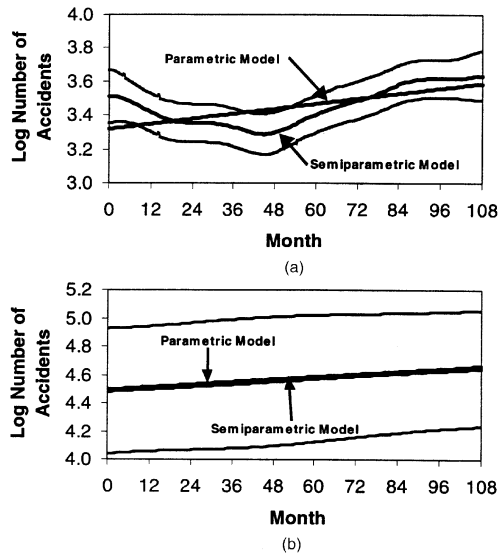 4.0
3.8
3.6
3.4
3.2
3.0
Log Number of
Accidents
Parametric Model
Semiparametric Model
0 12 24 36 48 60 72 84 96 108
Month
(a)
5.2
5.0
4.8
4.6
4.4
4.2
4.0
Log Number of
Accidents
Parametric Model
Semiparametric Model
0 12 24 36 48 60 72 84 96 108
Month
(b)